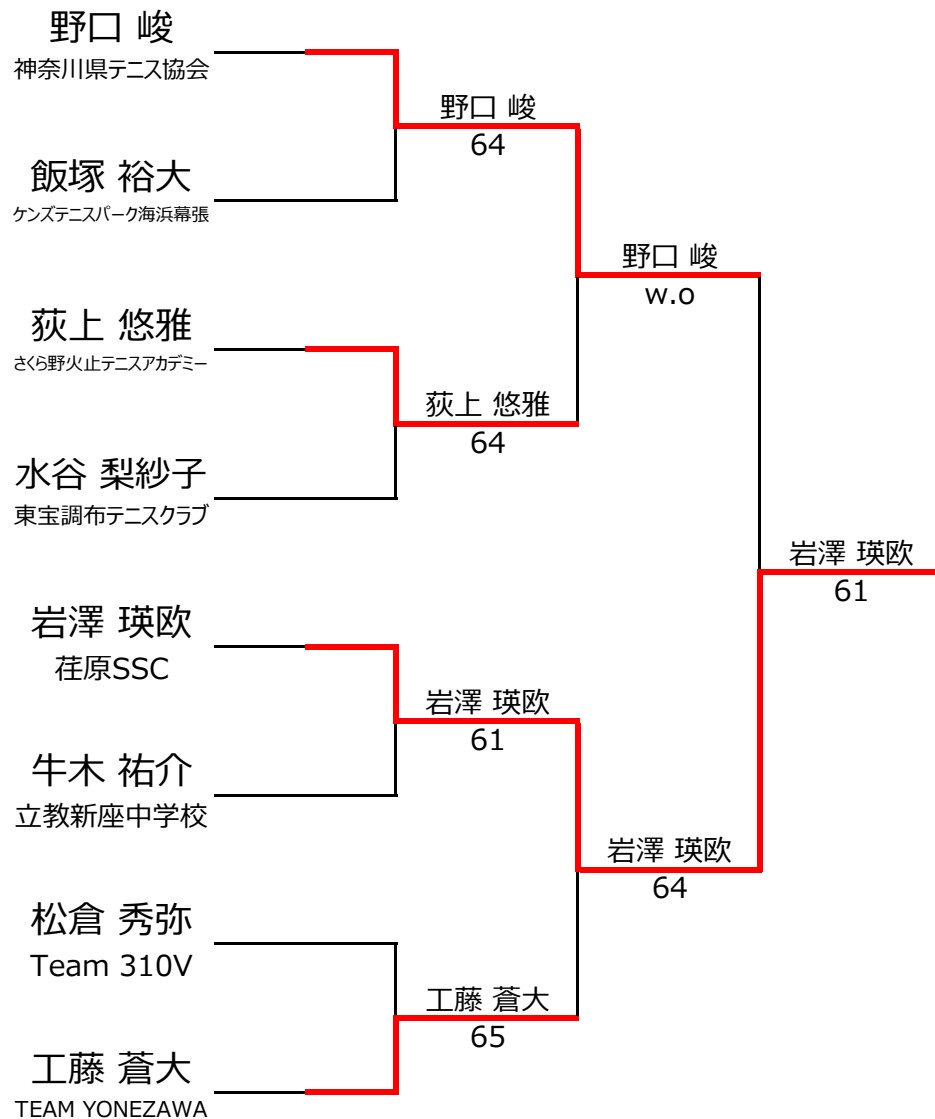 野口 峻
神奈川県テニス協会
野口 峻
64
飯塚 裕大
ケンズテニスパーク海浜幕張
野口 峻
w.o
荻上 悠雅
さくら野火止テニスアカデミー
荻上 悠雅
64
水谷 梨紗子
東宝調布テニスクラブ
岩澤 瑛欧
61
岩澤 瑛欧
荏原SSC
岩澤 瑛欧
61
牛木 祐介
立教新座中学校
岩澤 瑛欧
64
松倉 秀弥
Team 310V
工藤 蒼大
65
工藤 蒼大
TEAM YONEZAWA